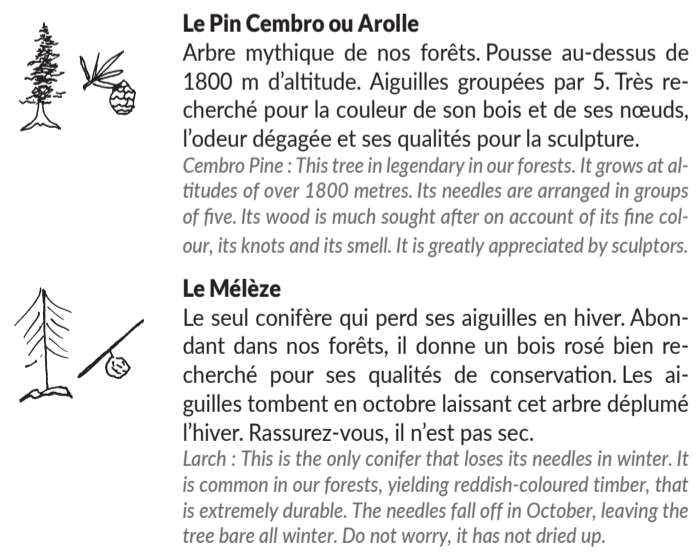 Le Pin Cembro ou Arolle
Arbre mythique de nos forêts. Pousse au-dessus de
1800 m d'altitude. Aiguilles groupées par 5. Très re-
cherché pour la couleur de son bois et de ses nœuds,
l'odeur dégagée et ses qualités pour la sculpture.
Cembro Pine : This tree in legendary in our forests. It grows at al-
titudes of over 1800 metres. Its needles are arranged in groups
of five. Its wood is much sought after on account of its fine col-
our, its knots and its smell. It is greatly appreciated by sculptors.
Le Mélèze
Le seul conifère qui perd ses aiguilles en hiver. Abon-
dant dans nos forêts, il donne un bois rosé bien re-
cherché pour ses qualités de conservation. Les ai-
guilles tombent en octobre laissant cet arbre déplumé
l'hiver. Rassurez-vous, il n'est pas sec.
Larch : This is the only conifer that loses its needles in winter. It
is common in our forests, yielding reddish-coloured timber, that
is extremely durable. The needles fall off in October, leaving the
tree bare all winter. Do not worry, it has not dried up.